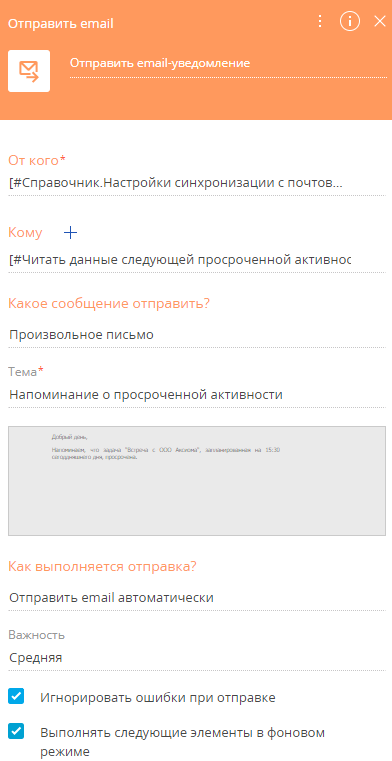 Отправить email
Отправить email-уведомление
От кого*
[#Справочник.Настройки синхронизации с почтов...
Кому
[#Читать данные следующей просроченной активнос
Какое сообщение отправить?
Произвольное письмо
Тема*
Напоминание о просроченной активности
Добрый день,
Напоминаем, что задача "Встреча с ООО Аксиома", запланированная на 15:30
сегодняшнего дня, просрочена.
Как выполняется отправка?
Отправить email автоматически
Важность
Средняя
Игнорировать ошибки при отправке
Выполнять следующие элементы в фоновом
режиме